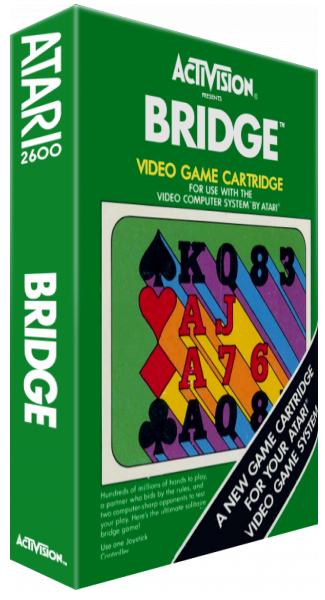 ATARI
2600
BRIDGE
ACTIVISION™
ACTIVISION®
PRESENTS
BRIDGE™
VIDEO GAME CARTRIDGE
FOR USE WITH THE
VIDEO COMPUTER SYSTEM™ BY ATARI®
♠ K Q 8 3
♥ A J
♦ A 7 6
♣ A Q 8
A NEW GAME CARTRIDGE
FOR YOUR ATARI®
VIDEO GAME SYSTEM
Hundreds of millions of hands to play,
a partner who bids by the rules, and
two computer-sharp opponents to test
your play. Here's the ultimate solitaire
bridge game!
Use one Joystick
Controller